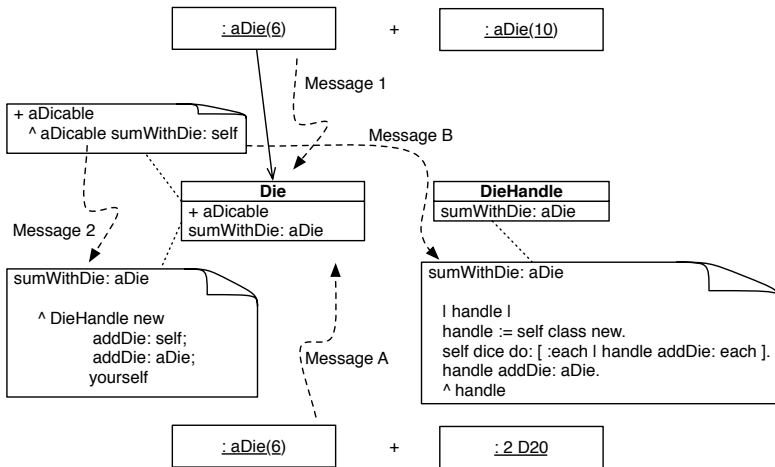 : aDie(6)
+
: aDie(10)
Message 1
+ aDicable
^ aDicable sumWithDie: self
Message B
Die
+ aDicable
sumWithDie: aDie
DieHandle
sumWithDie: aDie
Message 2
sumWithDie: aDie
^ DieHandle new
addDie: self;
addDie: aDie;
yourself
Message A
sumWithDie: aDie
| handle |
handle := self class new.
self dice do: [ :each | handle addDie: each ].
handle addDie: aDie.
^ handle
: aDie(6)
+
: 2 D20